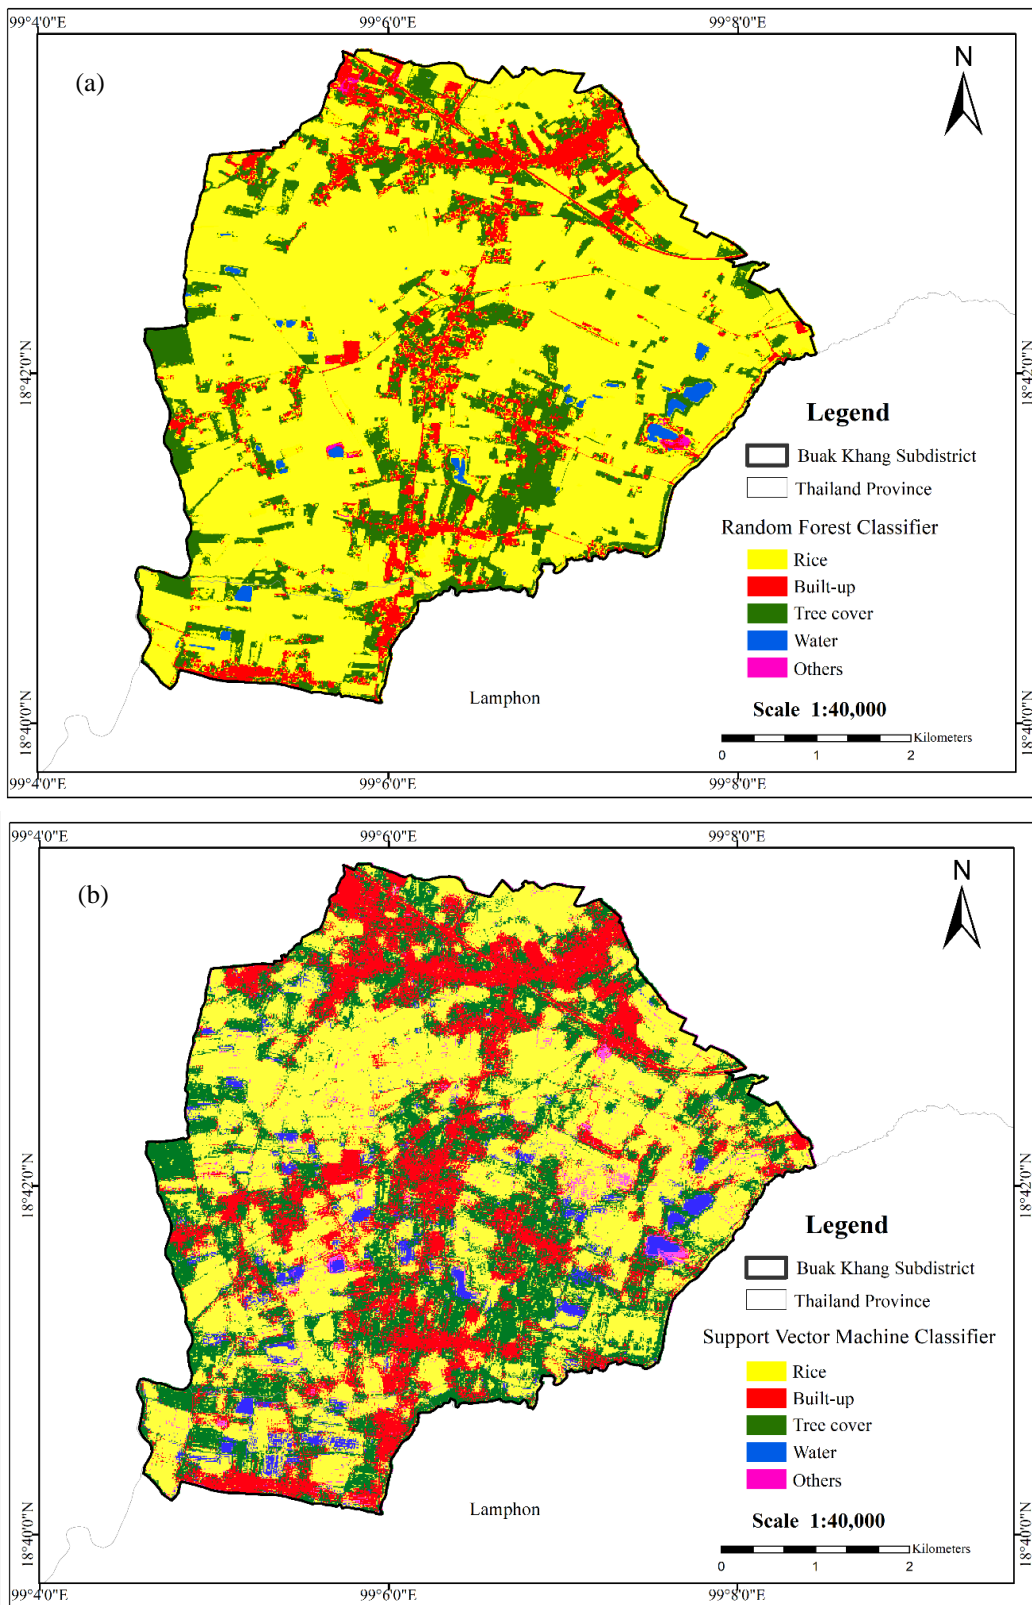 99°4'0"E 99°6'0"E 99°8'0"E
(a)
N
18°42'0"N 18°42'0"N
Legend
Buak Khang Subdistrict
Thailand Province
Random Forest Classifier
Rice
Built-up
Tree cover
Water
Others
Lamphon
Scale 1:40,000
Kilometers
0 1 2
18°40'0"N 18°40'0"N
99°4'0"E 99°6'0"E 99°8'0"E
99°4'0"E 99°6'0"E 99°8'0"E
(b)
N
18°42'0"N 18°42'0"N
Legend
Buak Khang Subdistrict
Thailand Province
Support Vector Machine Classifier
Rice
Built-up
Tree cover
Water
Others
Lamphon
Scale 1:40,000
Kilometers
0 1 2
18°40'0"N 18°40'0"N
99°4'0"E 99°6'0"E 99°8'0"E